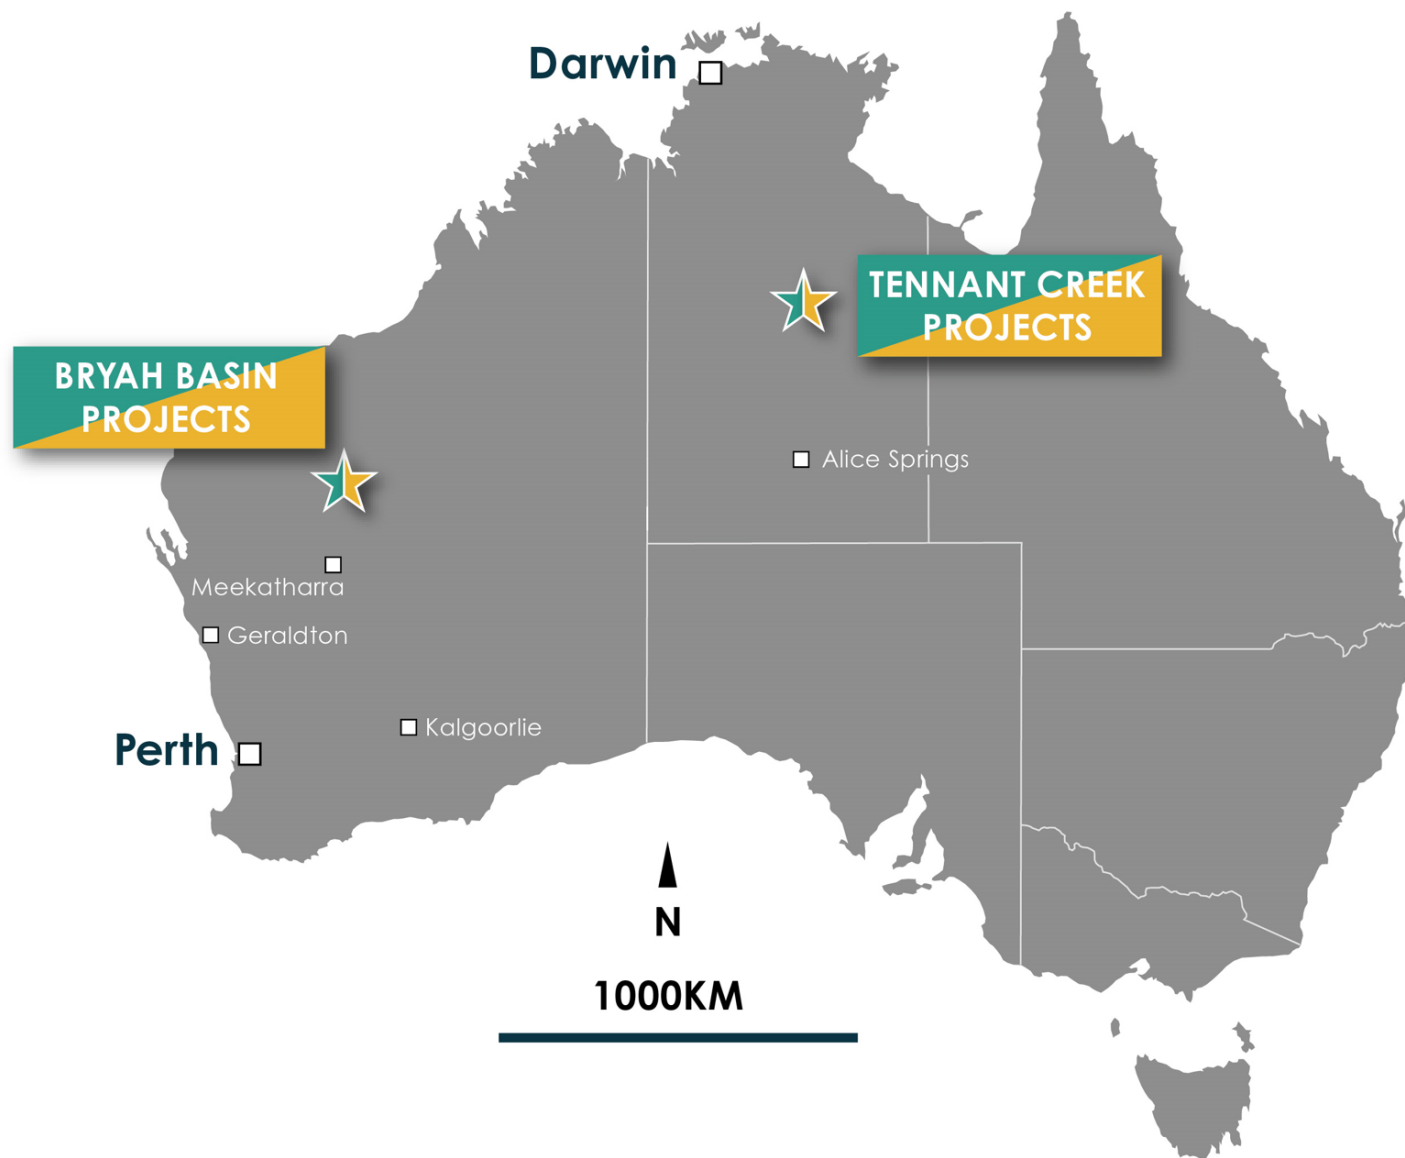 Darwin
TENNANT CREEK
PROJECTS
BRYAH BASIN
PROJECTS
Alice Springs
Meekatharra
Geraldton
Kalgoorlie
Perth
N
1000KM